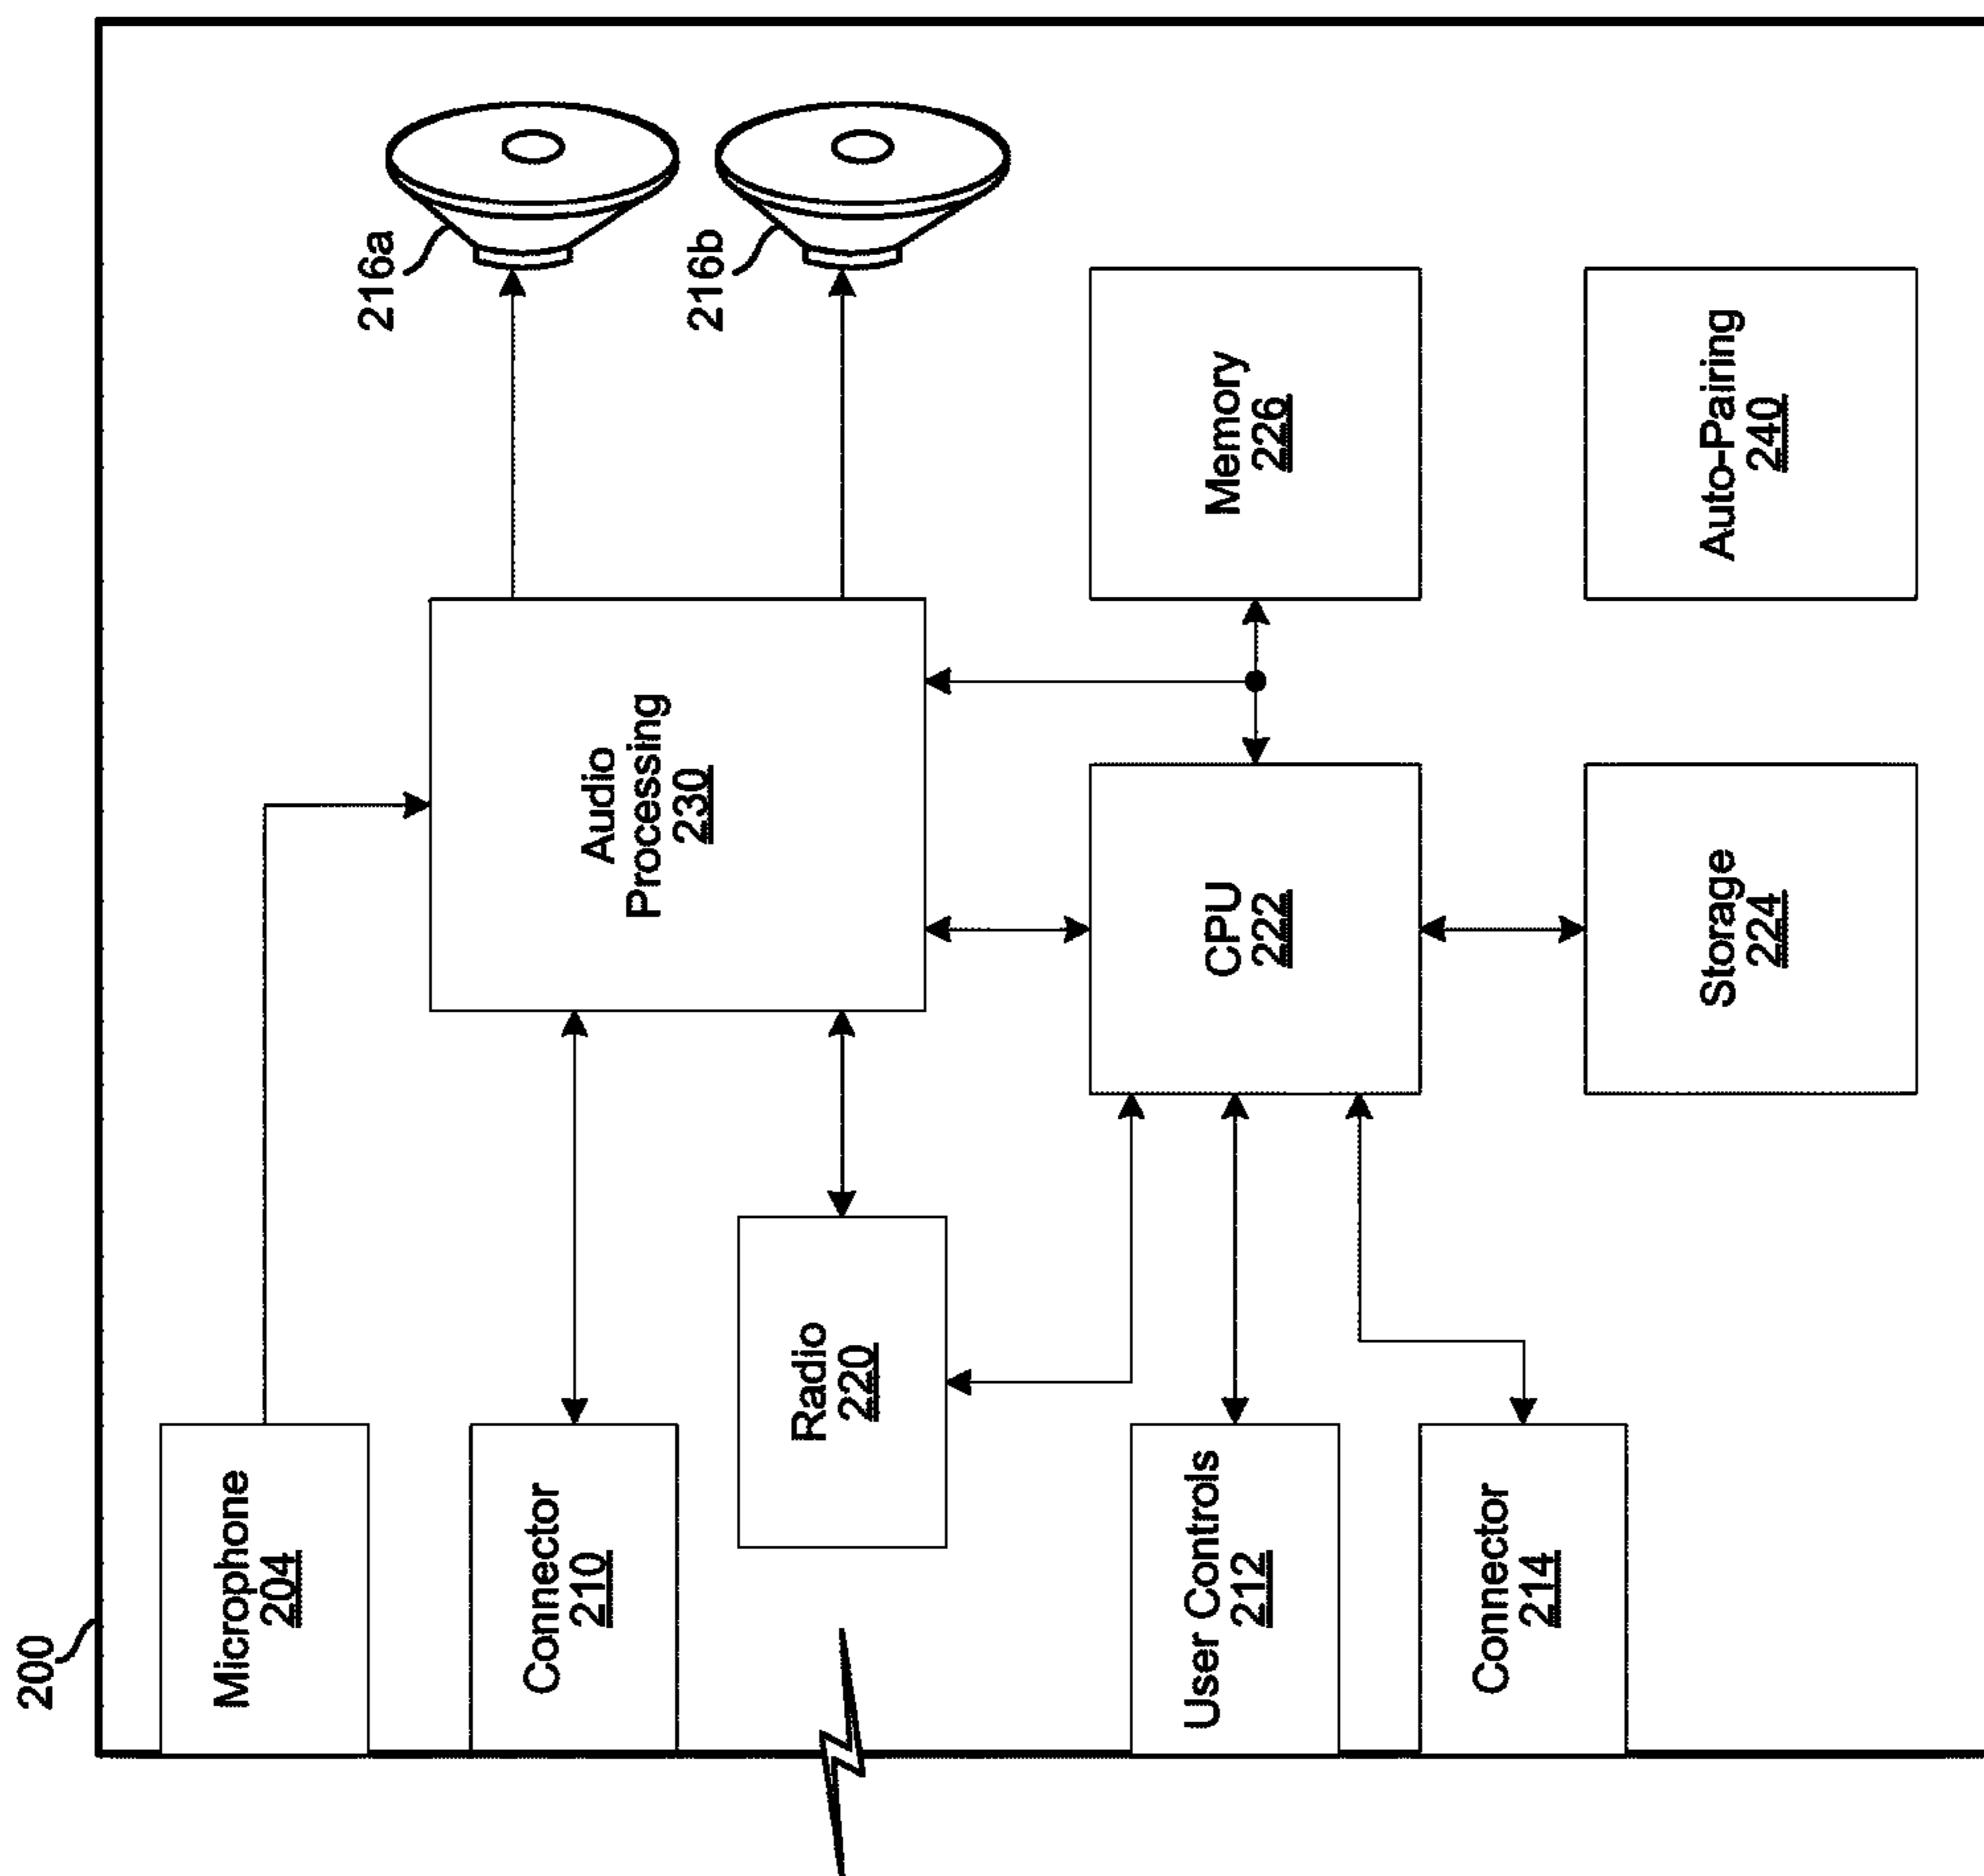 200
Microphone
204
Connector
210
Radio
220
User Controls
212
Connector
214
Audio
Processing
230
CPU
222
Storage
224
216a
216b
Memory
226
Auto-Pairing
240